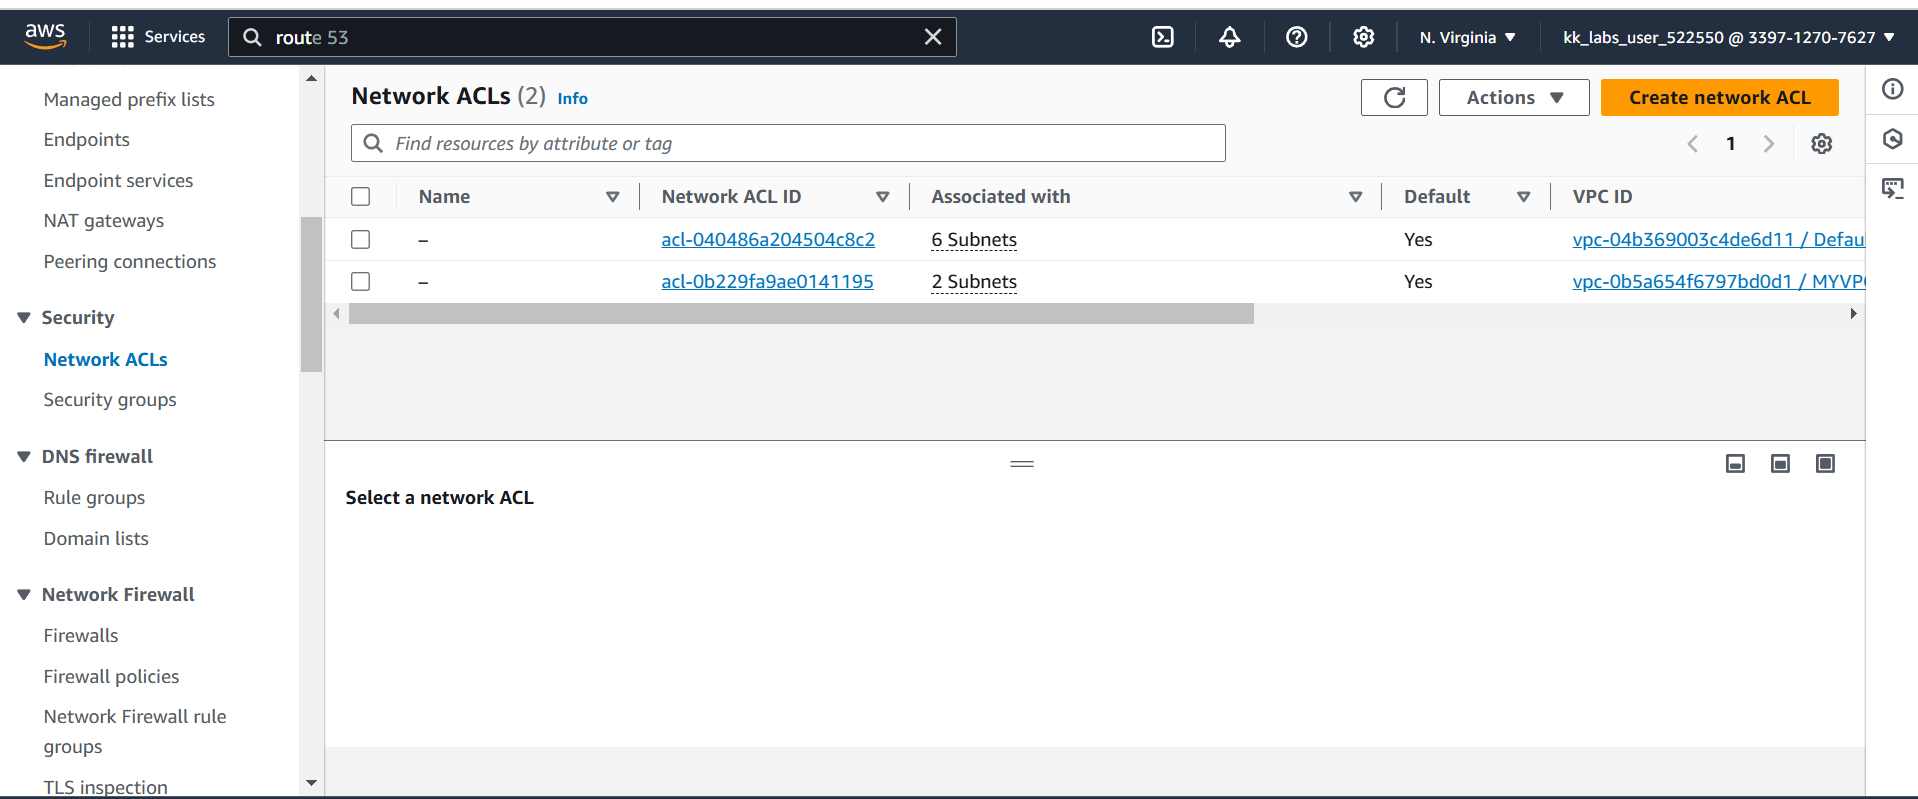 aws Services route 53 N. Virginia kk_labs_user_522550 @ 3397-1270-7627
Managed prefix lists
Endpoints
Endpoint services
NAT gateways
Peering connections
Security
Network ACLs
Security groups
DNS firewall
Rule groups
Domain lists
Network Firewall
Firewalls
Firewall policies
Network Firewall rule
groups
TLS inspection
Network ACLs (2) Info
Actions
Create network ACL
Find resources by attribute or tag
1
Name Network ACL ID Associated with Default VPC ID
– acl-040486a204504c8c2 6 Subnets Yes vpc-04b369003c4de6d11 / Defau
– acl-0b229fa9ae0141195 2 Subnets Yes vpc-0b5a654f6797bd0d1 / MYVP
Select a network ACL